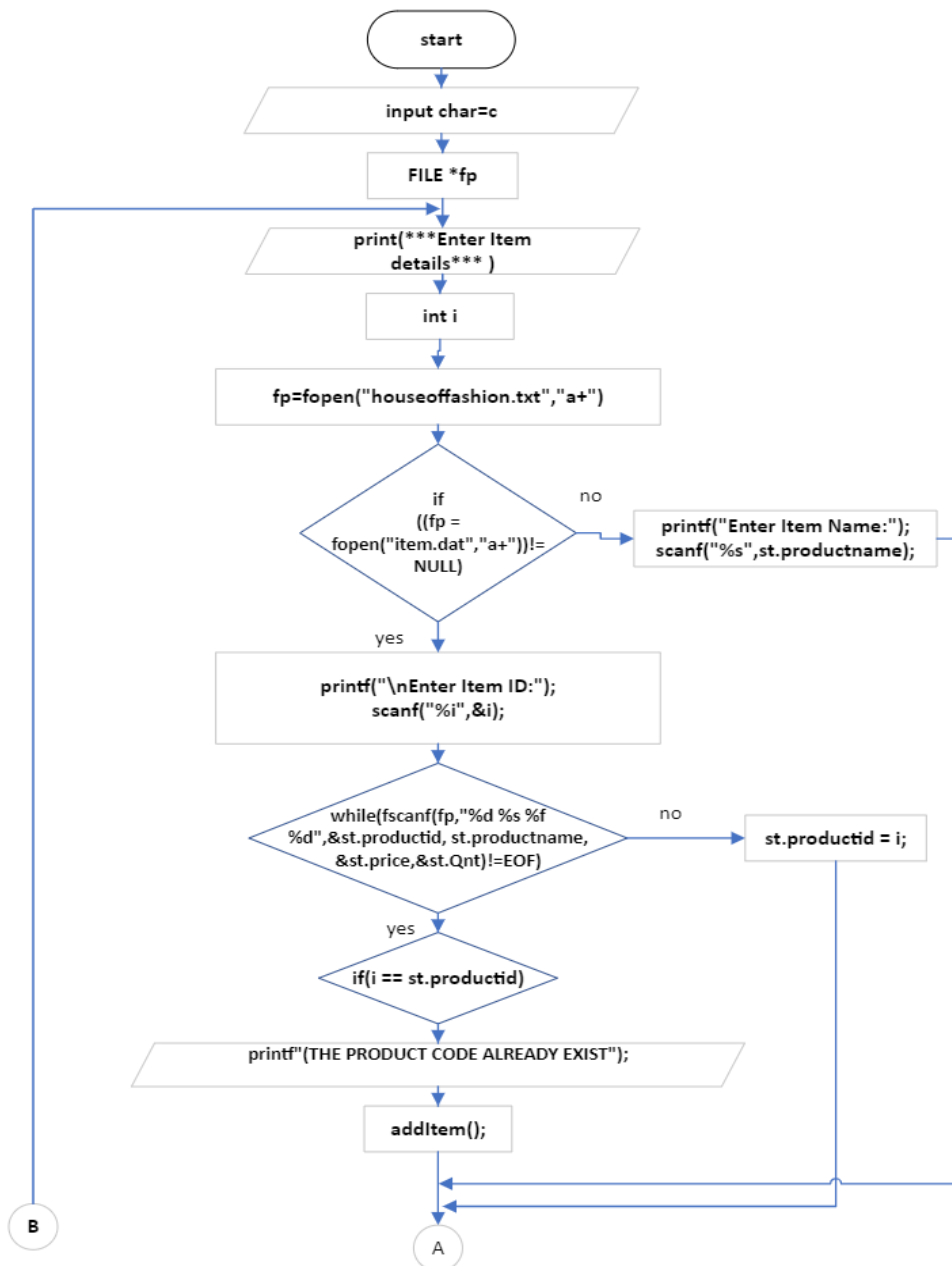 start
input char=c
FILE *fp
print(***Enter Item
details*** )
int i
fp=fopen("houseoffashion.txt","a+")
if
((fp =
fopen("item.dat","a+"))!=
NULL)
no
printf("Enter Item Name:");
scanf("%s",st.productname);
yes
printf("\nEnter Item ID:");
scanf("%i",&i);
while(fscanf(fp,"%d %s %f
%d",&st.productid, st.productname,
&st.price,&st.Qnt)!=EOF)
no
st.productid = i;
yes
if(i == st.productid)
printf"(THE PRODUCT CODE ALREADY EXIST");
addItem();
B
A